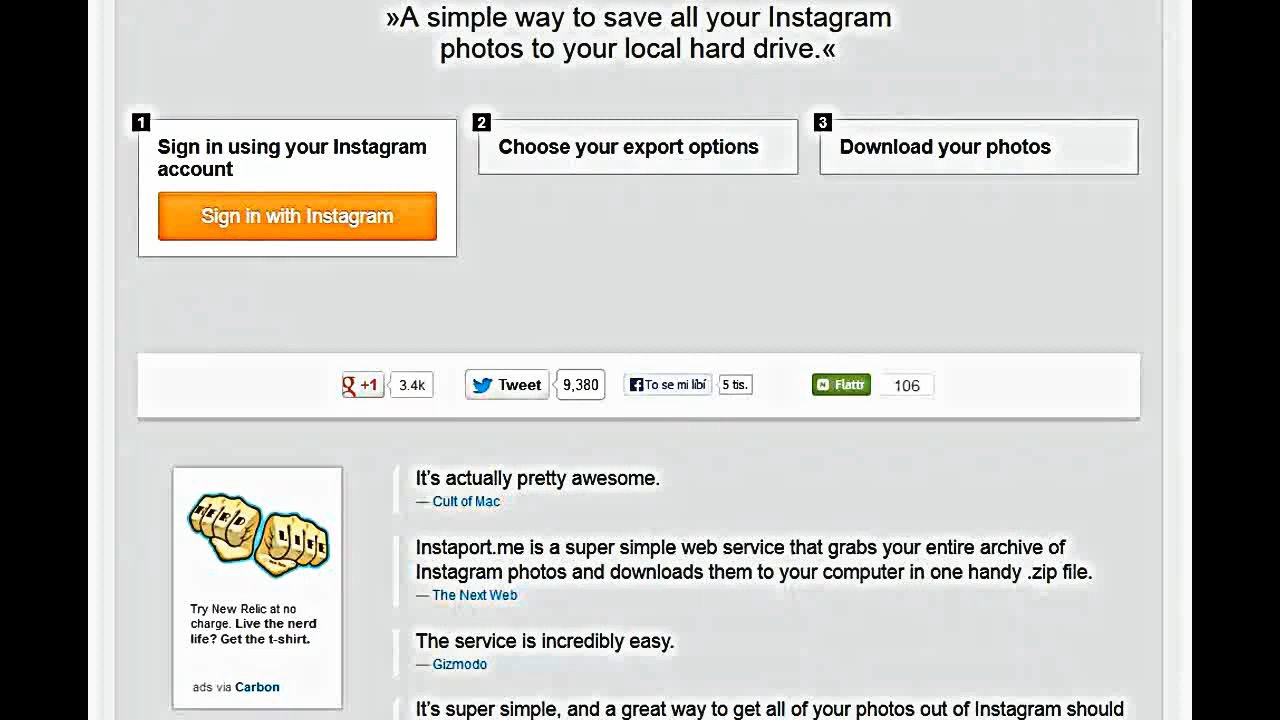 »A simple way to save all your Instagram
photos to your local hard drive.«
1
Sign in using your Instagram
account
Sign in with Instagram
2
Choose your export options
3
Download your photos
g +1 3.4k
Tweet 9,380
To se mi líbí 5 tis.
Flattr 106
NERD LIFE
Try New Relic at no
charge. Live the nerd
life? Get the t-shirt.
ads via Carbon
It's actually pretty awesome.
— Cult of Mac
Instaport.me is a super simple web service that grabs your entire archive of
Instagram photos and downloads them to your computer in one handy .zip file.
— The Next Web
The service is incredibly easy.
— Gizmodo
It's super simple, and a great way to get all of your photos out of Instagram should